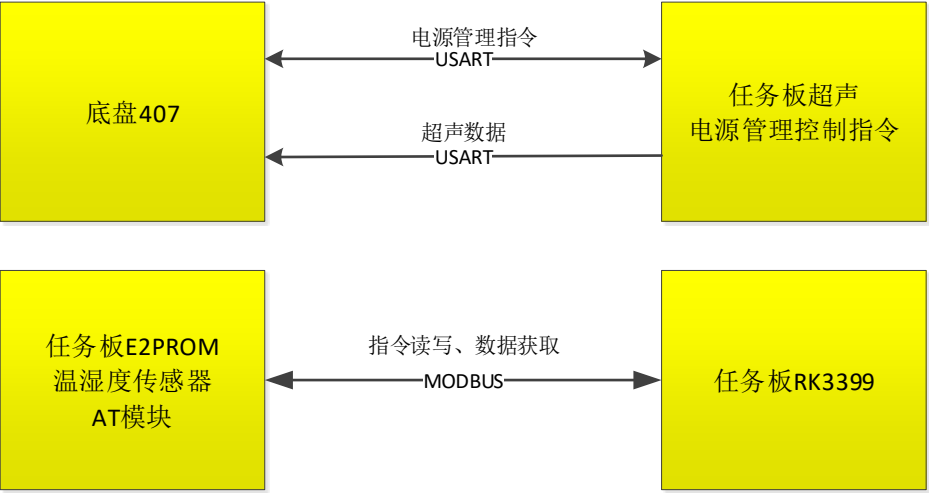 电源管理指令
USART
底盘407
任务板超声
电源管理控制指令
超声数据
USART
任务板E2PROM
温湿度传感器
AT模块
指令读写、数据获取
MODBUS
任务板RK3399